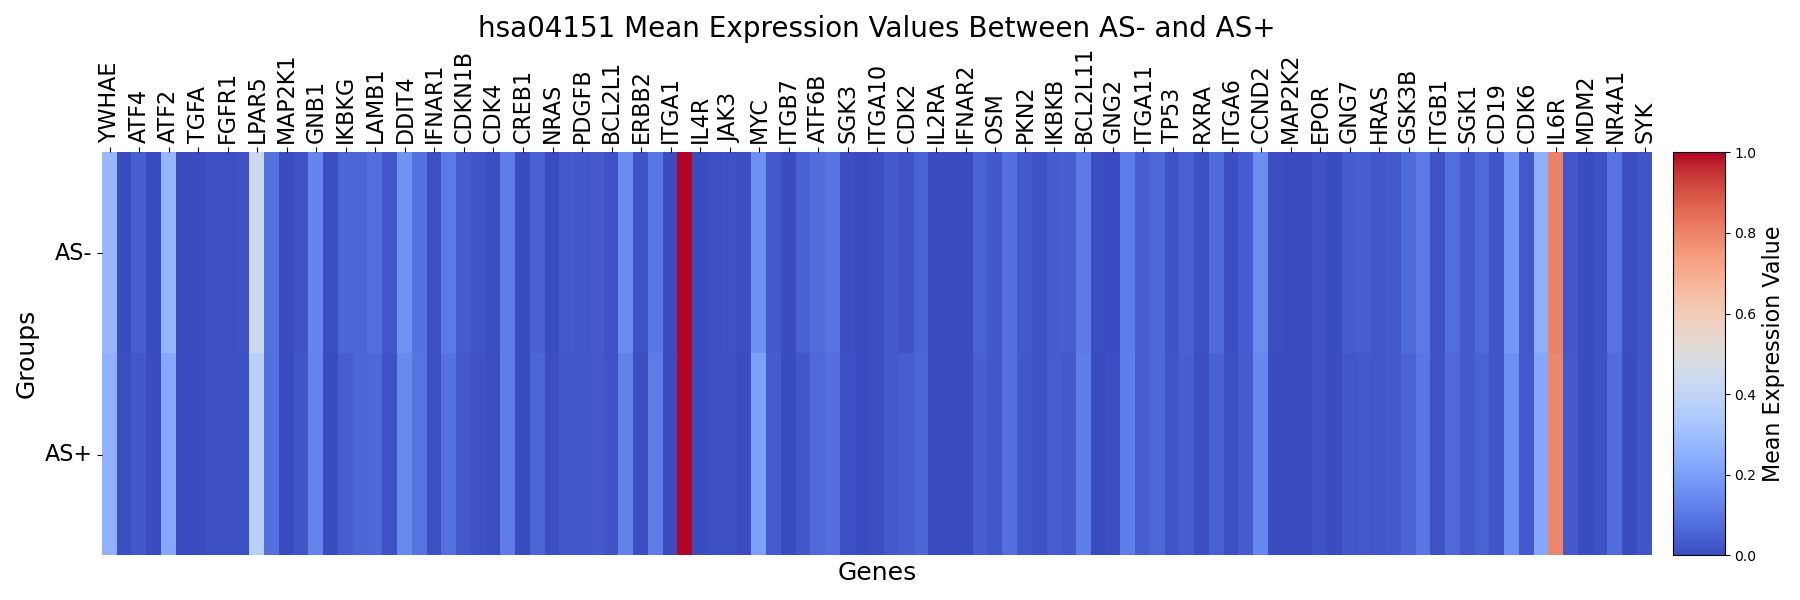 hsa04151 Mean Expression Values Between AS- and AS+
YWHAE
ATF4
ATF2
TGFA
FGFR1
LPAR5
MAP2K1
GNB1
IKBKG
LAMB1
DDIT4
IFNAR1
CDKN1B
CDK4
CREB1
NRAS
PDGFB
BCL2L1
ERBB2
ITGA1
IL4R
JAK3
MYC
ITGB7
ATF6B
SGK3
ITGA10
CDK2
IL2RA
IFNAR2
OSM
PKN2
IKBKB
BCL2L11
GNG2
ITGA11
TP53
RXRA
ITGA6
CCND2
MAP2K2
EPOR
GNG7
HRAS
GSK3B
ITGB1
SGK1
CD19
CDK6
IL6R
MDM2
NR4A1
SYK
Groups
AS-
AS+
Genes
1.0
0.8
0.6
0.4
0.2
0.0
Mean Expression Value